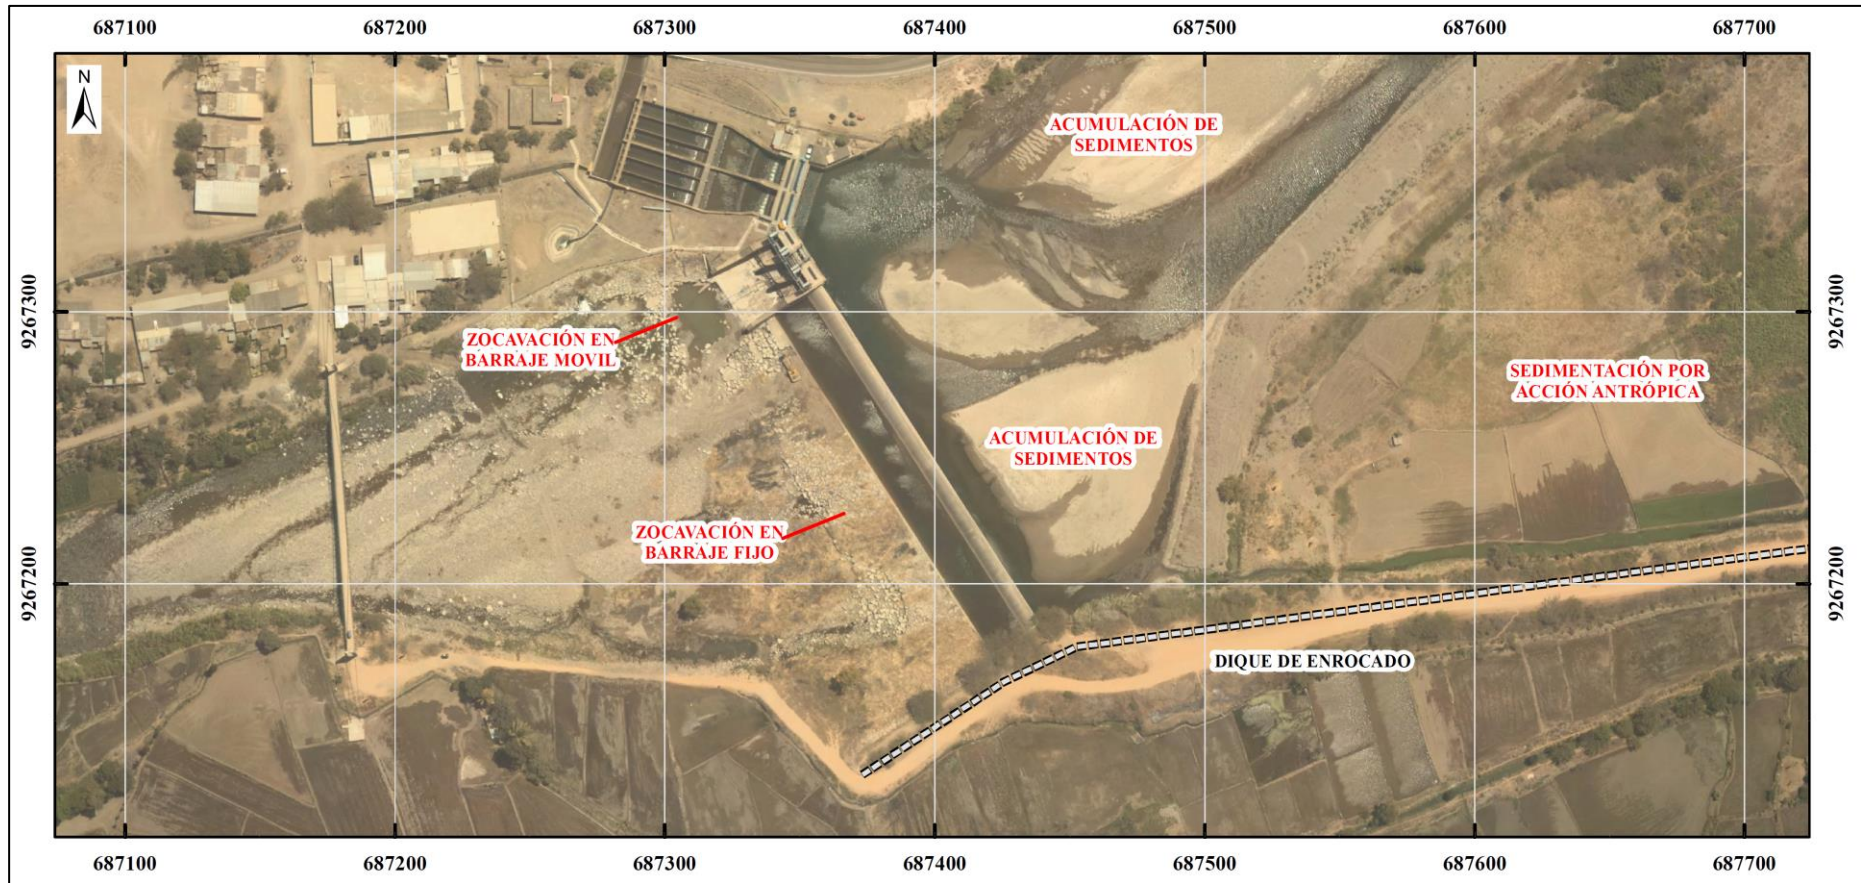 687100 687200 687300 687400 687500 687600 687700
N
ACUMULACIÓN DE
SEDIMENTOS
9267300
9267300
ZOCAVACIÓN EN
BARRAJE MOVIL
SEDIMENTACIÓN POR
ACCIÓN ANTRÓPICA
ACUMULACIÓN DE
SEDIMENTOS
ZOCAVACIÓN EN
BARRAJE FIJO
9267200
9267200
DIQUE DE ENROCADO
687100 687200 687300 687400 687500 687600 687700